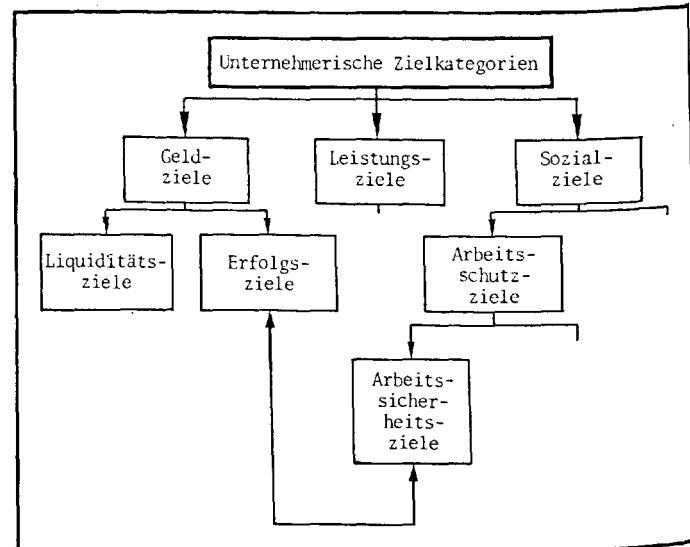 Unternehmerische Zielkategorien
Geld-
ziele
Leistungs-
ziele
Sozial-
ziele
Liquiditäts-
ziele
Erfolgs-
ziele
Arbeits-
schutz-
ziele
Arbeits-
sicher-
heits-
ziele